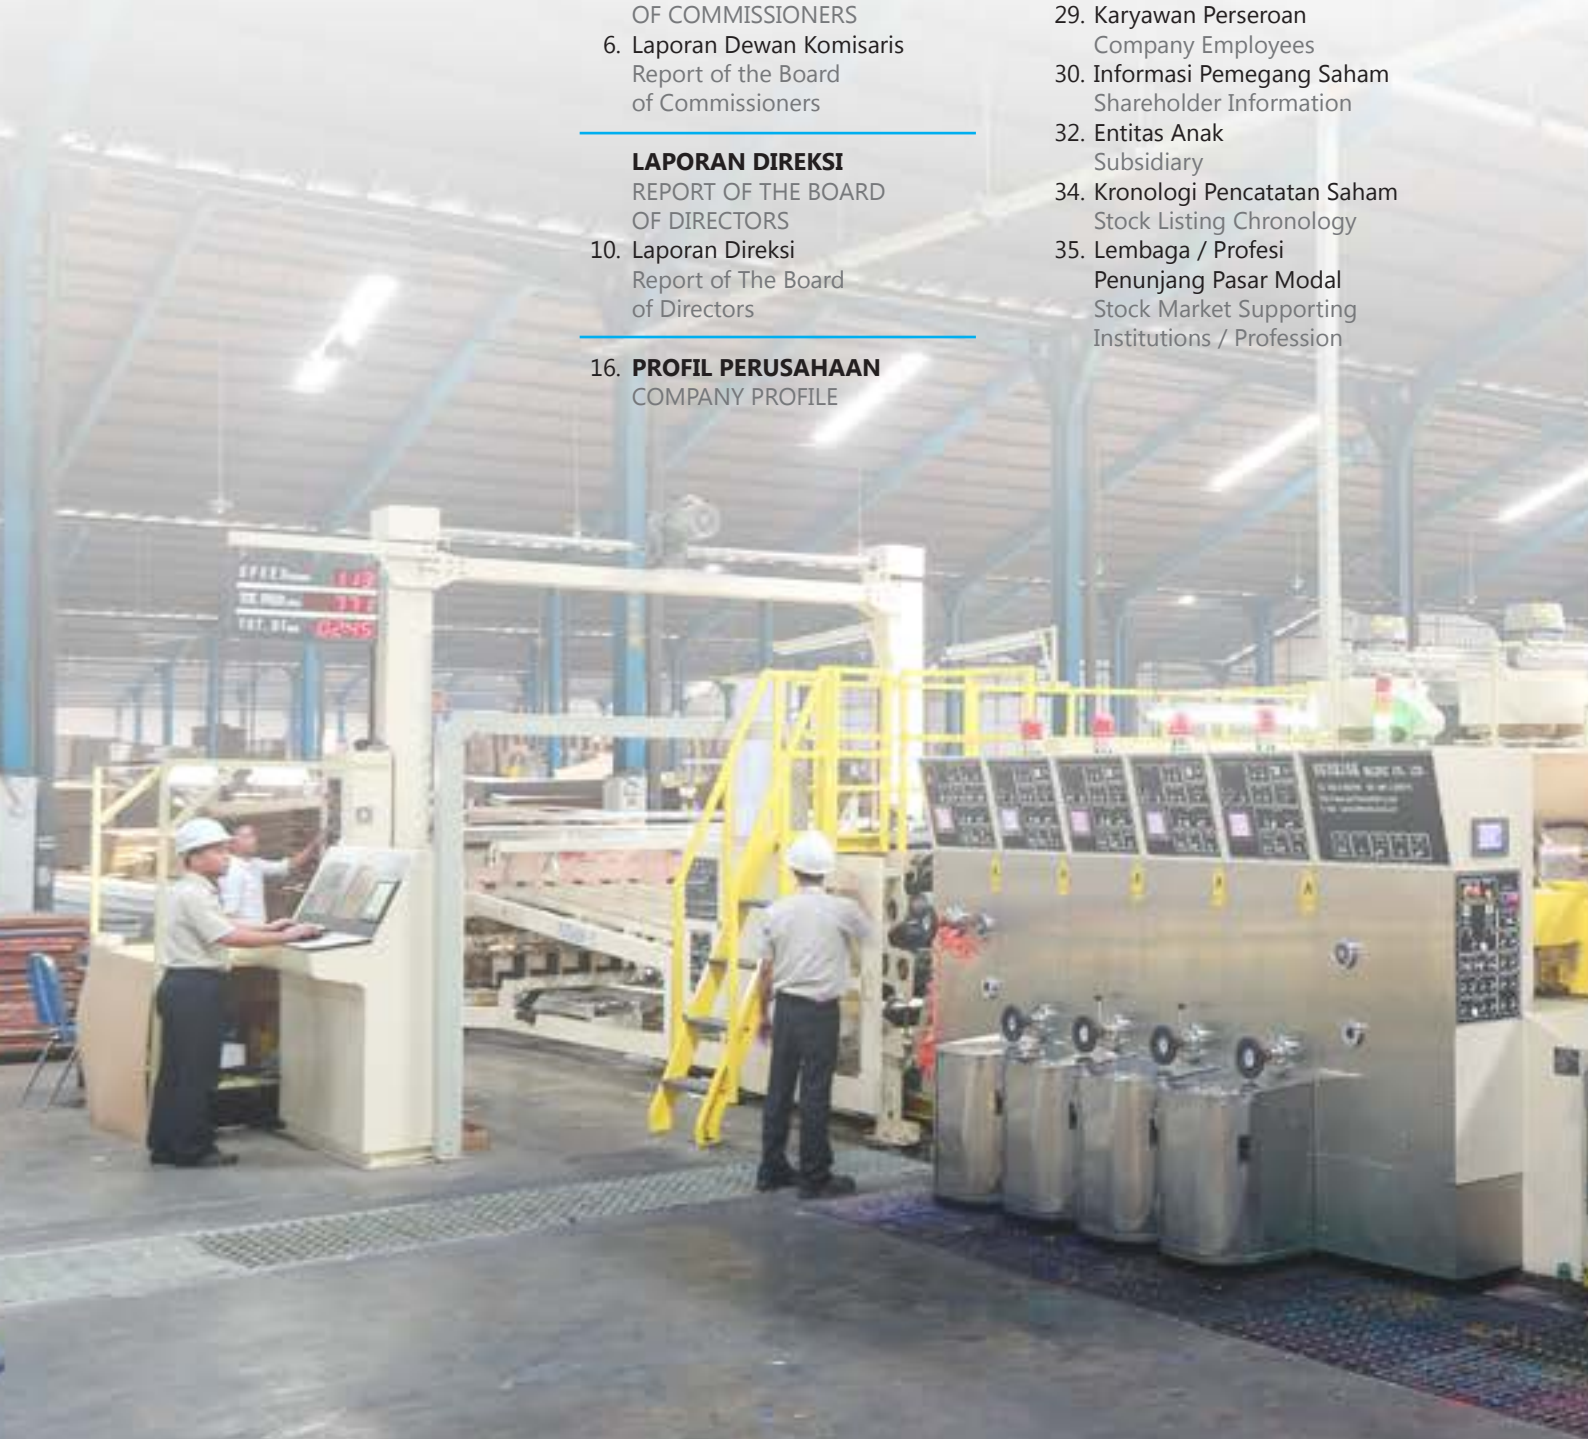 OF COMMISSIONERS
6. Laporan Dewan Komisaris
Report of the Board
of Commissioners
LAPORAN DIREKSI
REPORT OF THE BOARD
OF DIRECTORS
10. Laporan Direksi
Report of The Board
of Directors
16. PROFIL PERUSAHAAN
COMPANY PROFILE
29. Karyawan Perseroan
Company Employees
30. Informasi Pemegang Saham
Shareholder Information
32. Entitas Anak
Subsidiary
34. Kronologi Pencatatan Saham
Stock Listing Chronology
35. Lembaga / Profesi
Penunjang Pasar Modal
Stock Market Supporting
Institutions / Profession
SPEED 113
TOT.